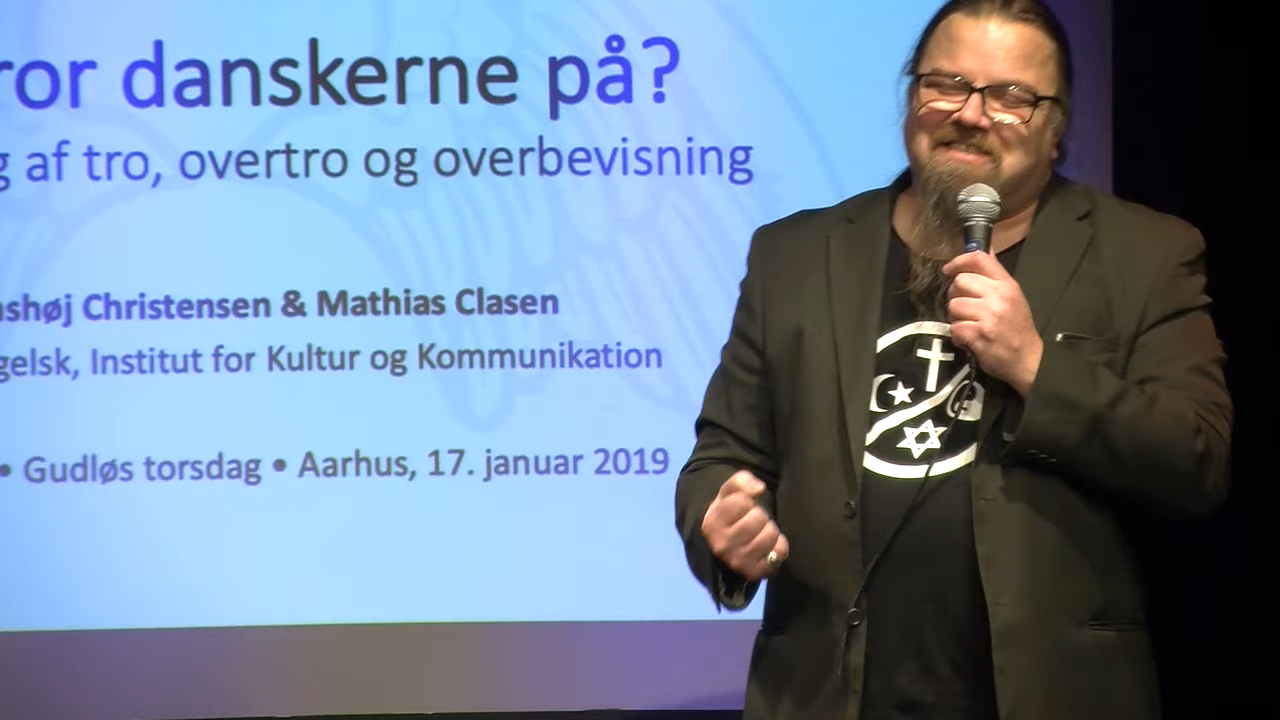 ror danskerne på?
g af tro, overtro og overbevisning
nshøj Christensen & Mathias Clasen
gelsk, Institut for Kultur og Kommunikation
• Gudløs torsdag • Aarhus, 17. januar 2019